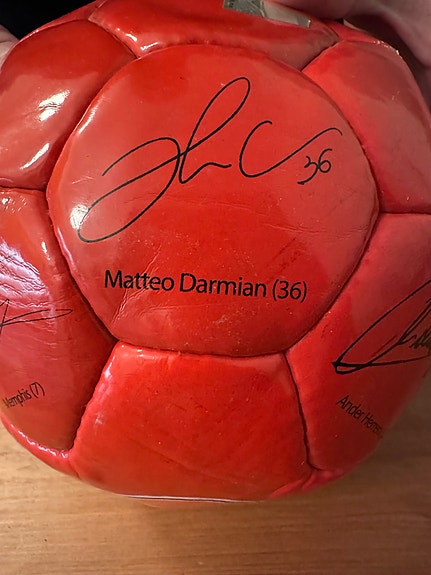 36
Matteo Darmian (36)
Memphis (7)
Ander Herrera